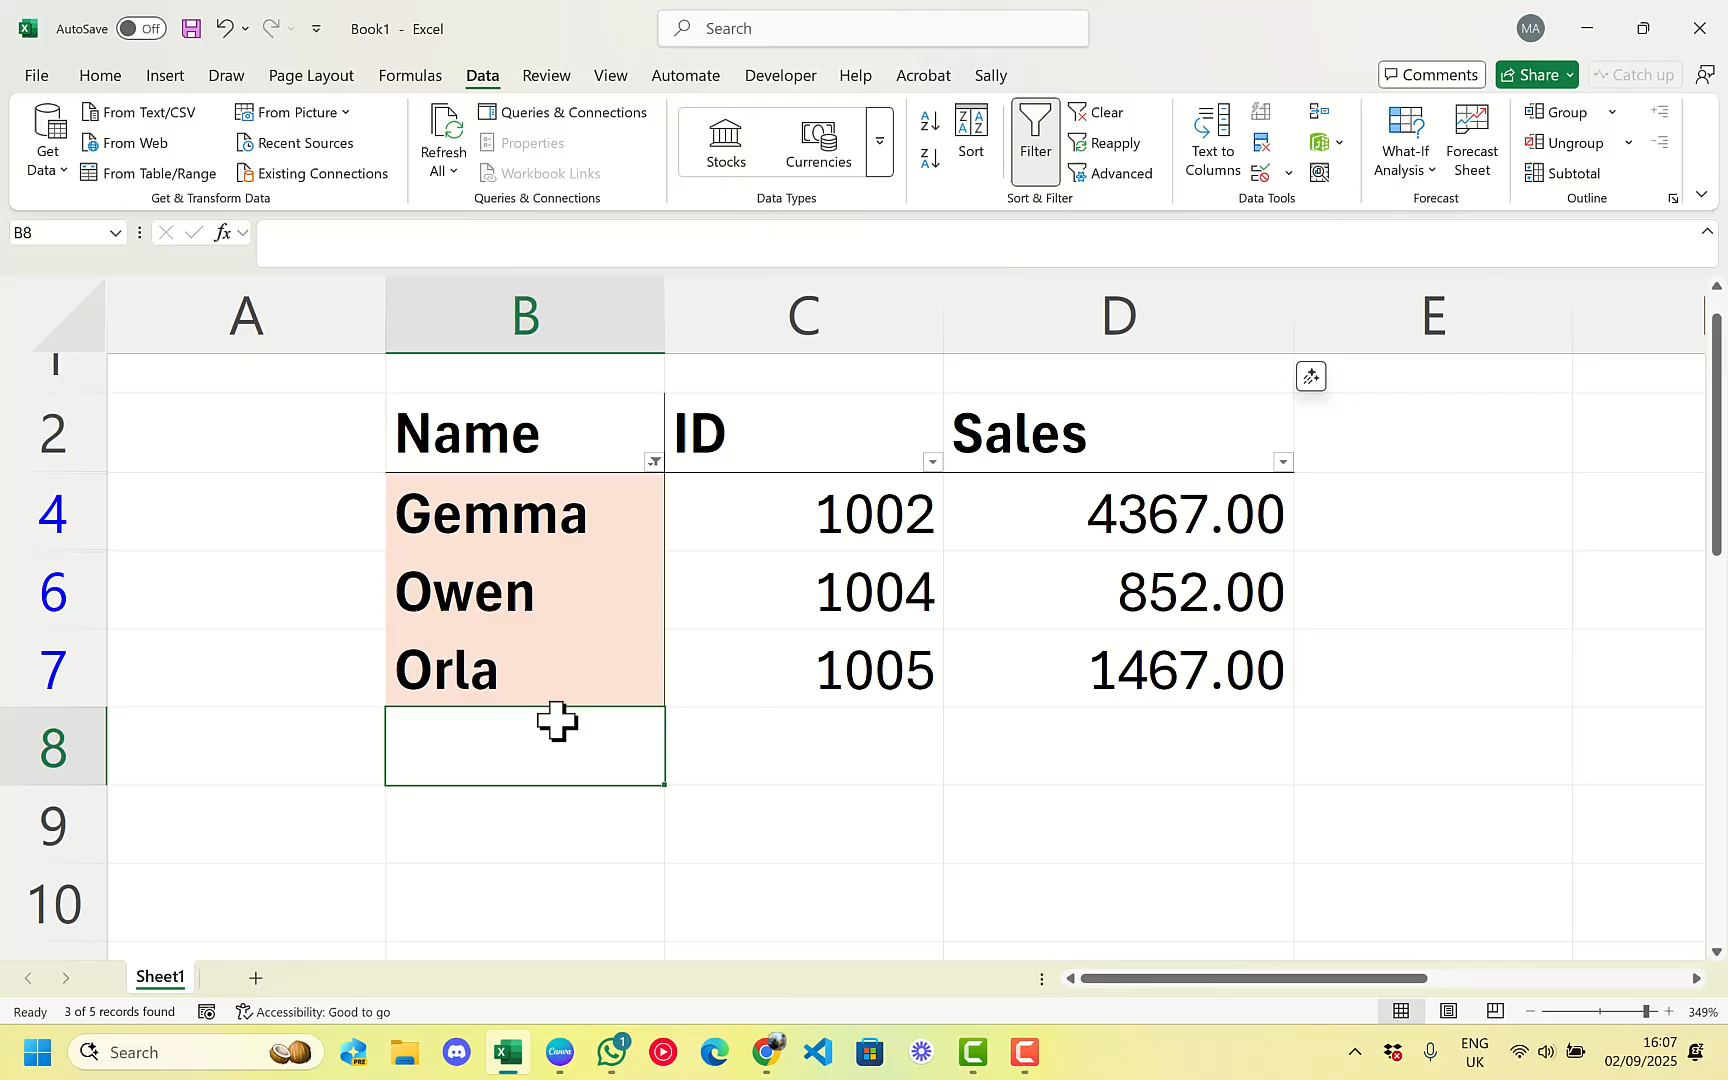 AutoSave Off Book1 - Excel Search MA
File Home Insert Draw Page Layout Formulas Data Review View Automate Developer Help Acrobat Sally Comments Share Catch up
Get Data
From Text/CSV
From Web
From Table/Range
From Picture
Recent Sources
Existing Connections
Get & Transform Data
Refresh All
Queries & Connections
Properties
Workbook Links
Queries & Connections
Stocks
Currencies
Data Types
Sort
Filter
Clear
Reapply
Advanced
Sort & Filter
Text to Columns
Data Tools
What-If Analysis
Forecast Sheet
Forecast
Group
Ungroup
Subtotal
Outline
B8 fx
A B C D E
1
2 Name ID Sales
4 Gemma 1002 4367.00
6 Owen 1004 852.00
7 Orla 1005 1467.00
8
9
10
Sheet1
Ready 3 of 5 records found Accessibility: Good to go 349%
Search PRE Canva 1 ENG UK 16:07 02/09/2025